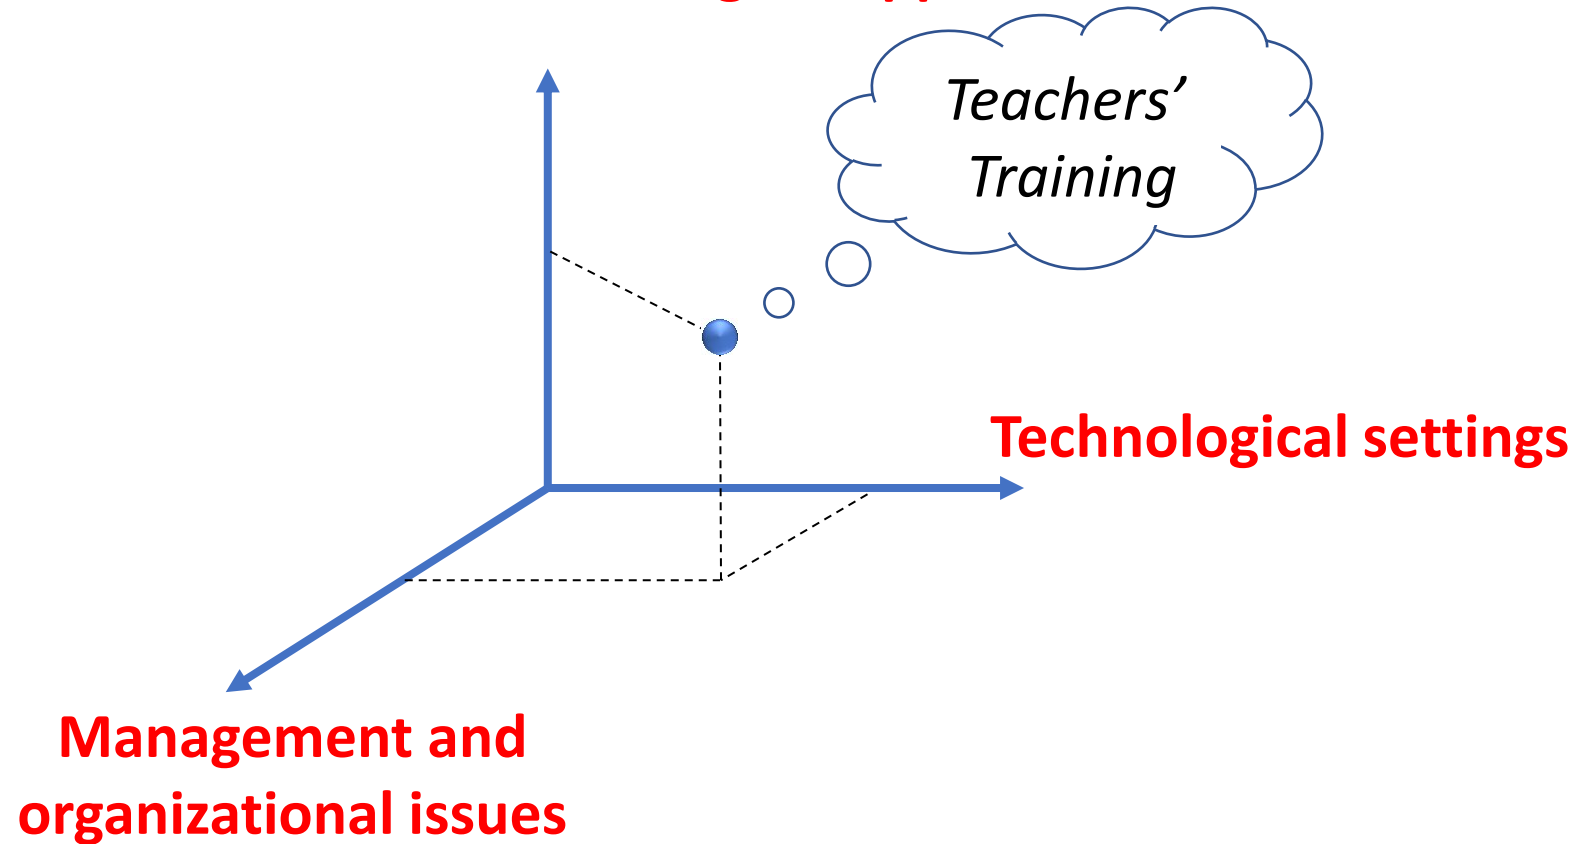 Teachers’
Training
Technological settings
Management and
organizational issues